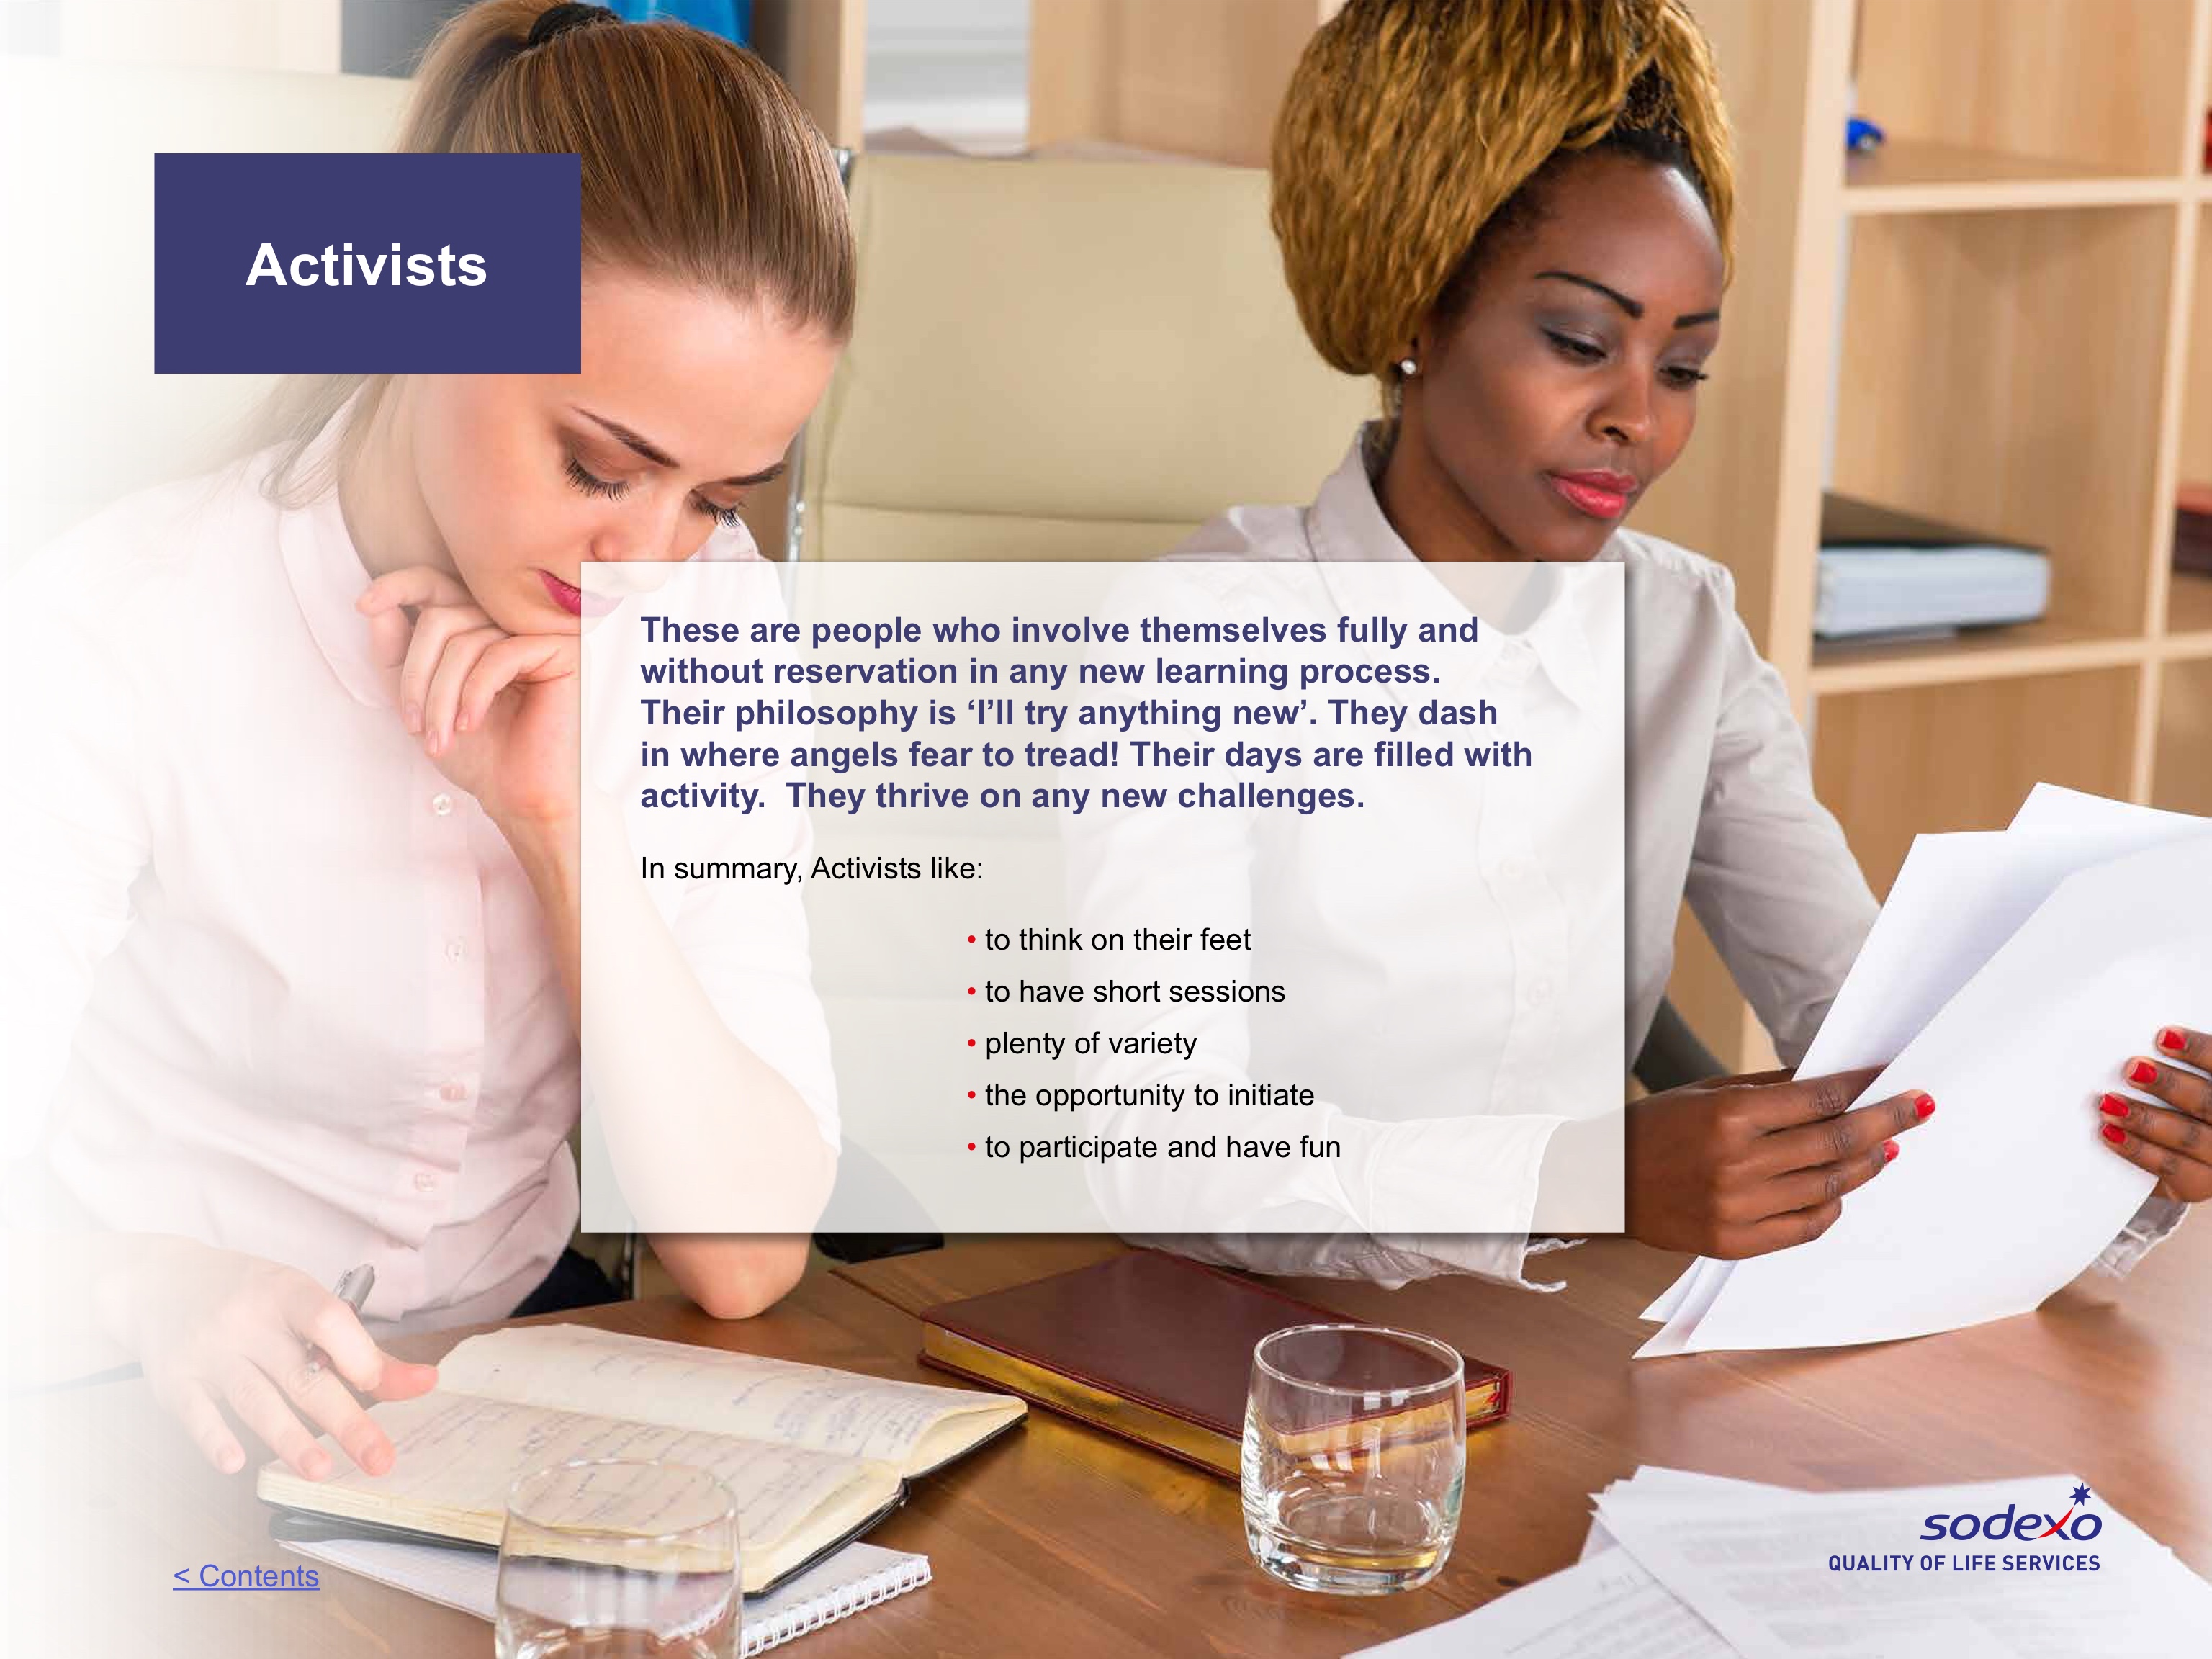 Activists
These are people who involve themselves fully and
without reservation in any new learning process.
Their philosophy is ‘I’ll try anything new’. They dash
in where angels fear to tread! Their days are filled with
activity.  They thrive on any new challenges.
In summary, Activists like:
• to think on their feet
• to have short sessions
• plenty of variety
• the opportunity to initiate
• to participate and have fun
< Contents
sodexo
QUALITY OF LIFE SERVICES